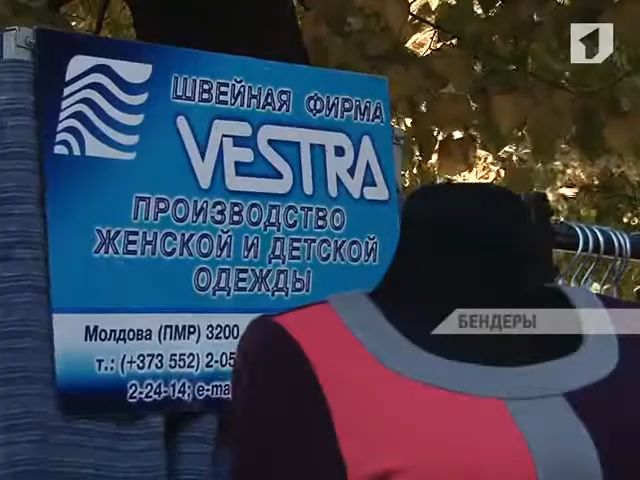 1
ШВЕЙНАЯ ФИРМА
VESTRA
ПРОИЗВОДСТВО
ЖЕНСКОЙ И ДЕТСКОЙ
ОДЕЖДЫ
Молдова (ПМР) 3200
т.: (+373 552) 2-05
2-24-14; e-ma
БЕНДЕРЫ